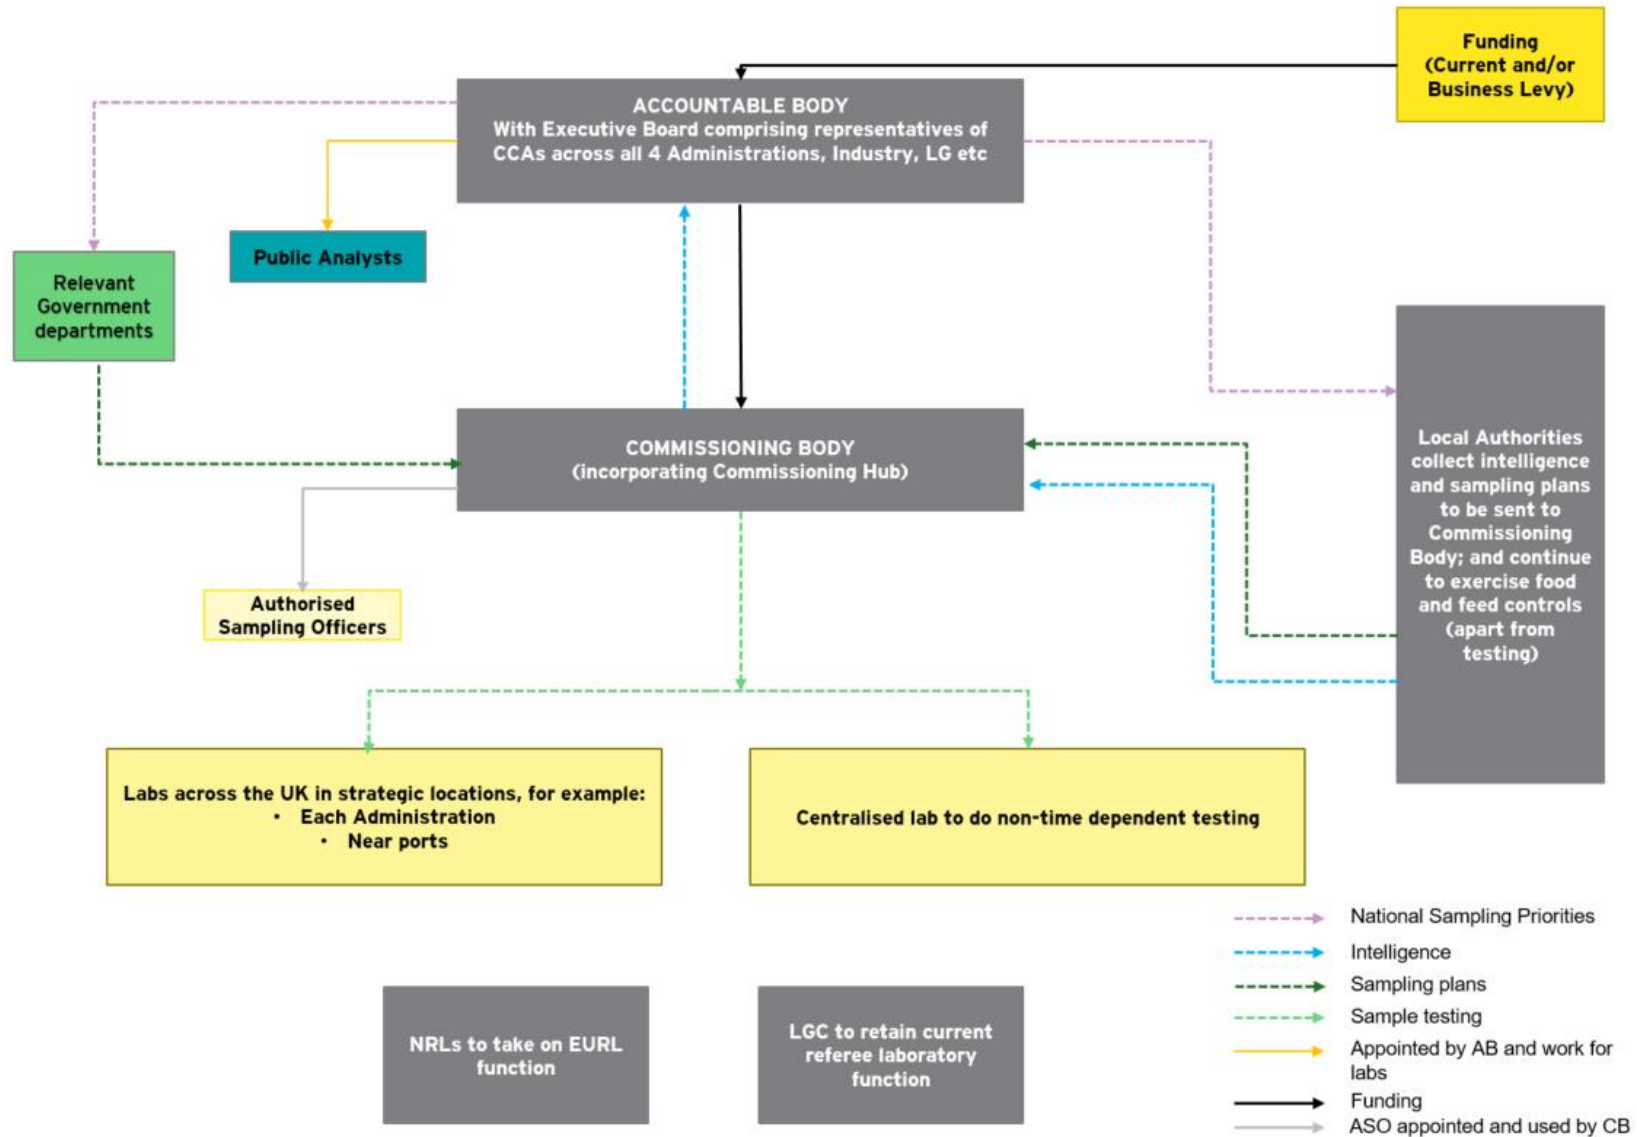 Funding
(Current and/or
Business Levy)
ACCOUNTABLE BODY
With Executive Board comprising representatives of
CCAs across all 4 Administrations, Industry, LG etc
Public Analysts
Relevant
Government
departments
COMMISSIONING BODY
(incorporating Commissioning Hub)
Local Authorities
collect intelligence
and sampling plans
to be sent to
Commissioning
Body; and continue
to exercise food
and feed controls
(apart from
testing)
Authorised
Sampling Officers
Labs across the UK in strategic locations, for example:
• Each Administration
• Near ports
Centralised lab to do non-time dependent testing
NRLs to take on EURL
function
LGC to retain current
referee laboratory
function
National Sampling Priorities
Intelligence
Sampling plans
Sample testing
Appointed by AB and work for
labs
Funding
ASO appointed and used by CB